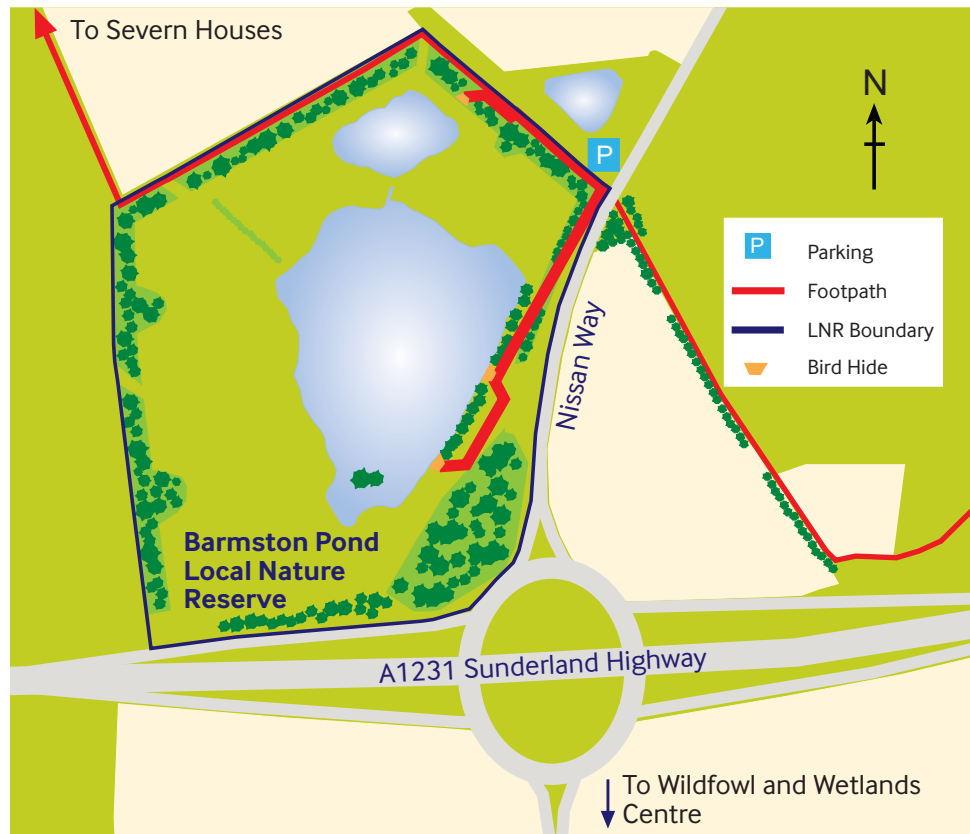 To Severn Houses
N
P
P
Parking
Footpath
LNR Boundary
Bird Hide
Nissan Way
Barmston Pond
Local Nature
Reserve
A1231 Sunderland Highway
To Wildfowl and Wetlands
Centre